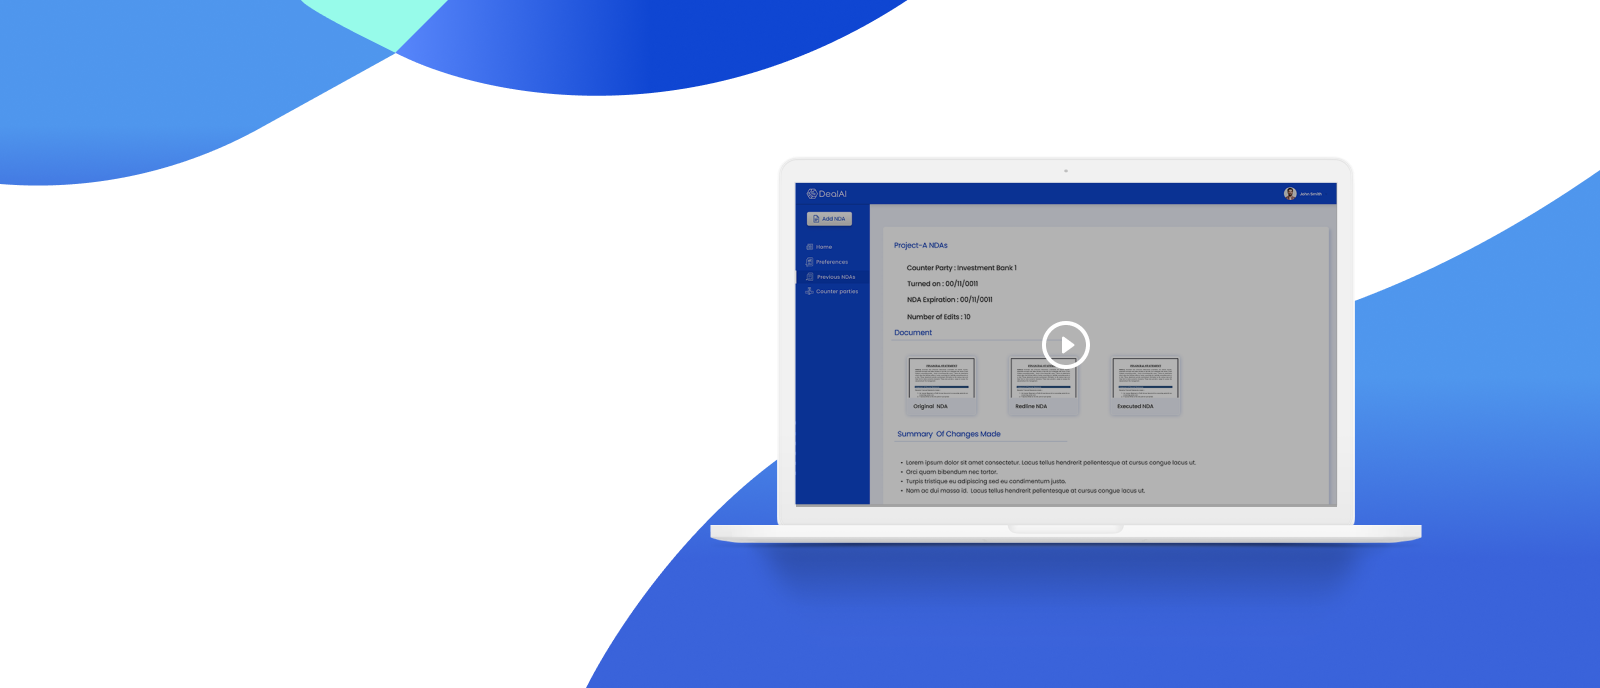 DealAI
John Smith
Add NDA
Home
Preferences
Previous NDAs
Counter parties
Project-A NDAs
Counter Party : Investment Bank 1
Turned on : 00/11/0011
NDA Expiration : 00/11/0011
Number of Edits : 10
Document
Original NDA
Redline NDA
Executed NDA
Summary Of Changes Made
• Lorem ipsum dolor sit amet consectetur. Lacus tellus hendrerit pellentesque at cursus congue lacus ut.
• Orci quam bibendum nec tortor.
• Turpis tristique eu adipiscing sed eu condimentum justo.
• Nam ac dui massa id. Lacus tellus hendrerit pellentesque at cursus congue lacus ut.